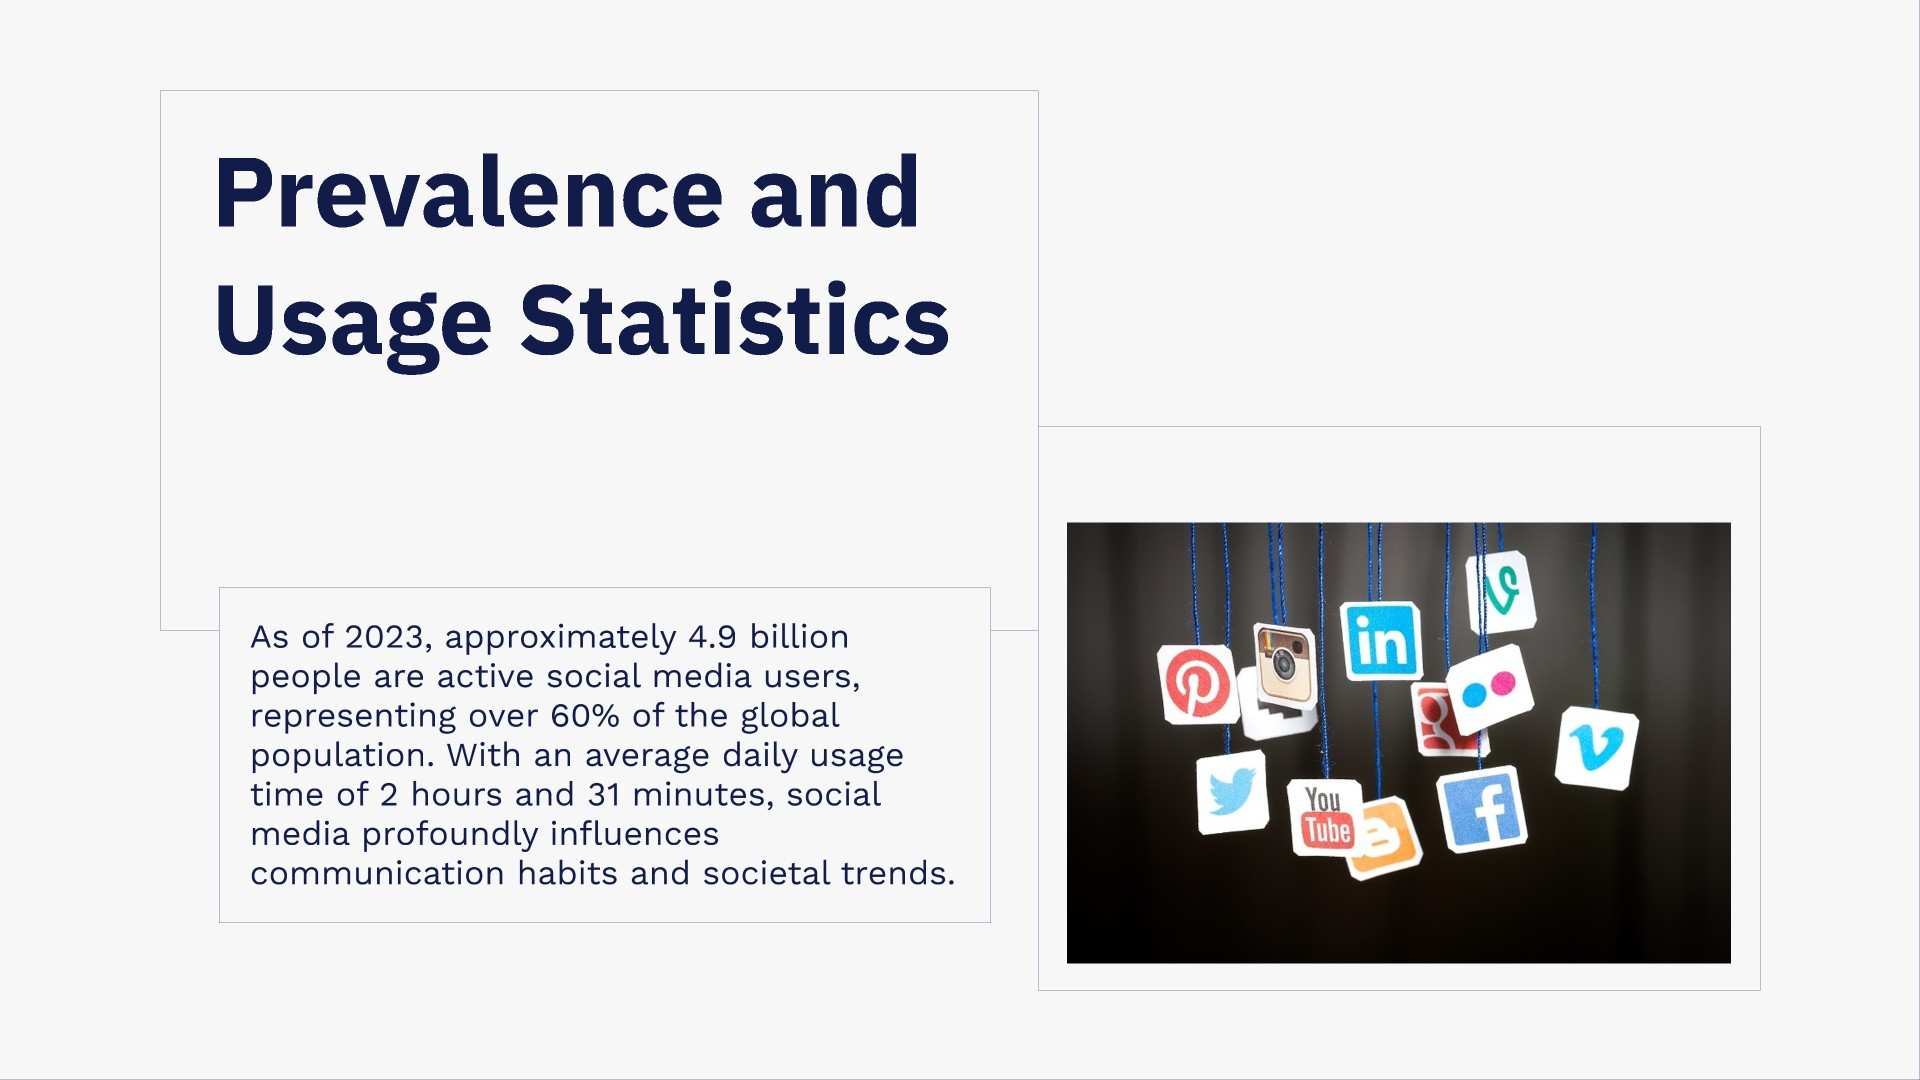 Prevalence and
Usage Statistics
As of 2023, approximately 4.9 billion
people are active social media users,
representing over 60% of the global
population. With an average daily usage
time of 2 hours and 31 minutes, social
media profoundly influences
communication habits and societal trends.
in
You
Tube
f